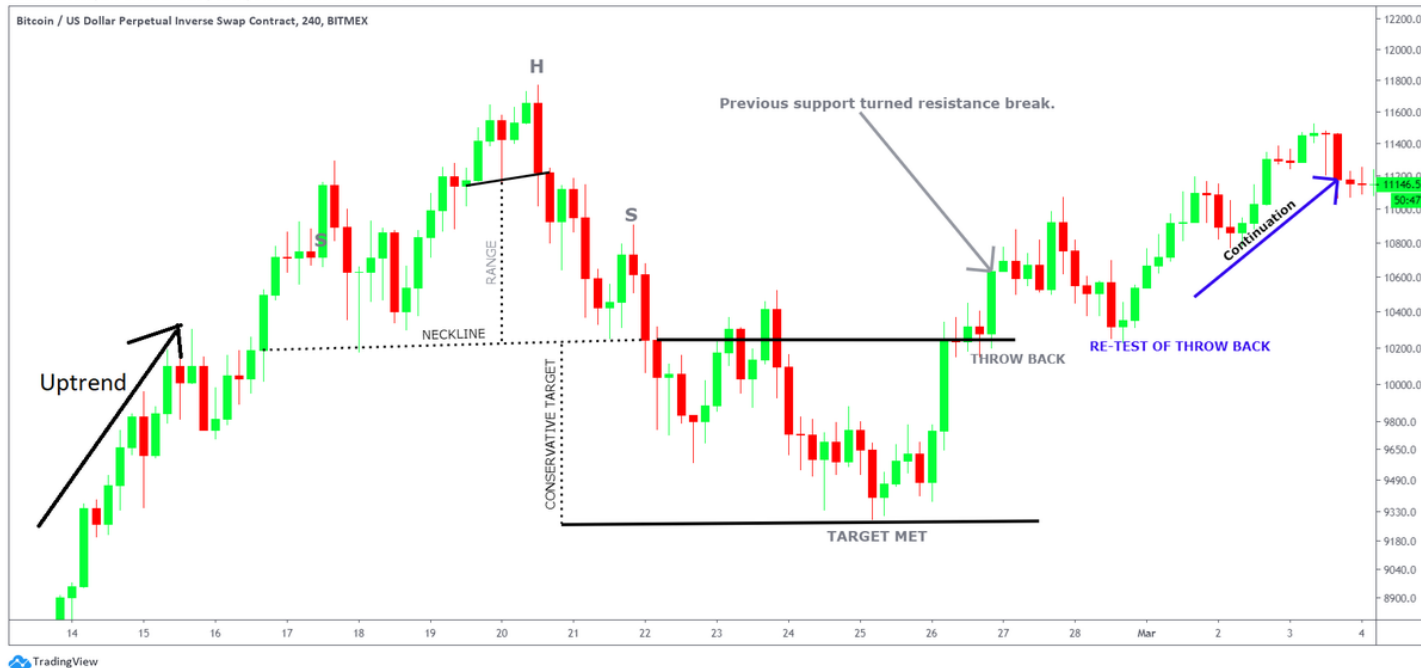 Bitcoin / US Dollar Perpetual Inverse Swap Contract, 240, BITMEX
12200.0
12000.0
H
11800.0
Previous support turned resistance break.
11600.0
11400.0
11200.0
11146.5
50:47
11000.0
S
S
Continuation
10800.0
RANGE
10600.0
10400.0
NECKLINE
RE-TEST OF THROW BACK
10200.0
THROW BACK
Uptrend
10000.0
CONSERVATIVE TARGET
9800.0
9650.0
9490.0
9330.0
TARGET MET
9180.0
9040.0
8900.0
14 15 16 17 18 19 20 21 22 23 24 25 26 27 28 Mar 2 3 4
TradingView